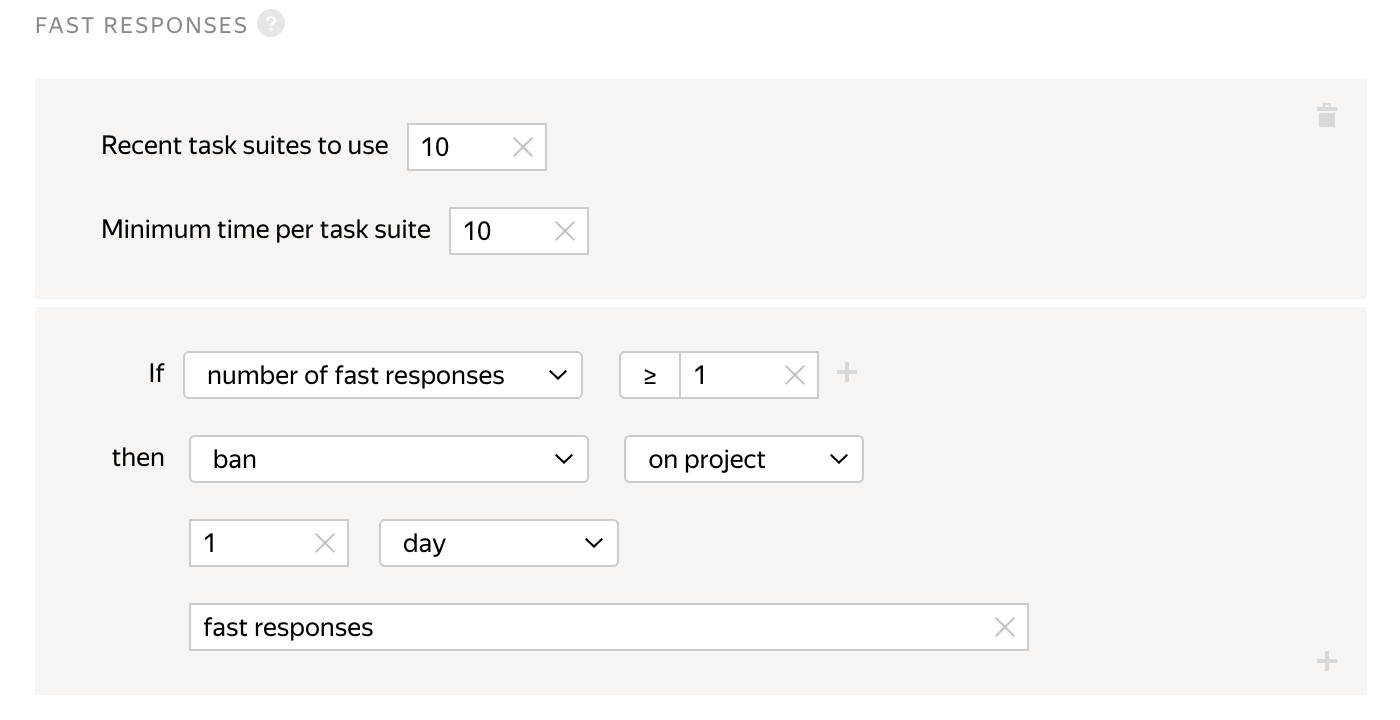 FAST RESPONSES ?
Recent task suites to use 10
Minimum time per task suite 10
If number of fast responses ≥ 1
then ban on project
1 day
fast responses